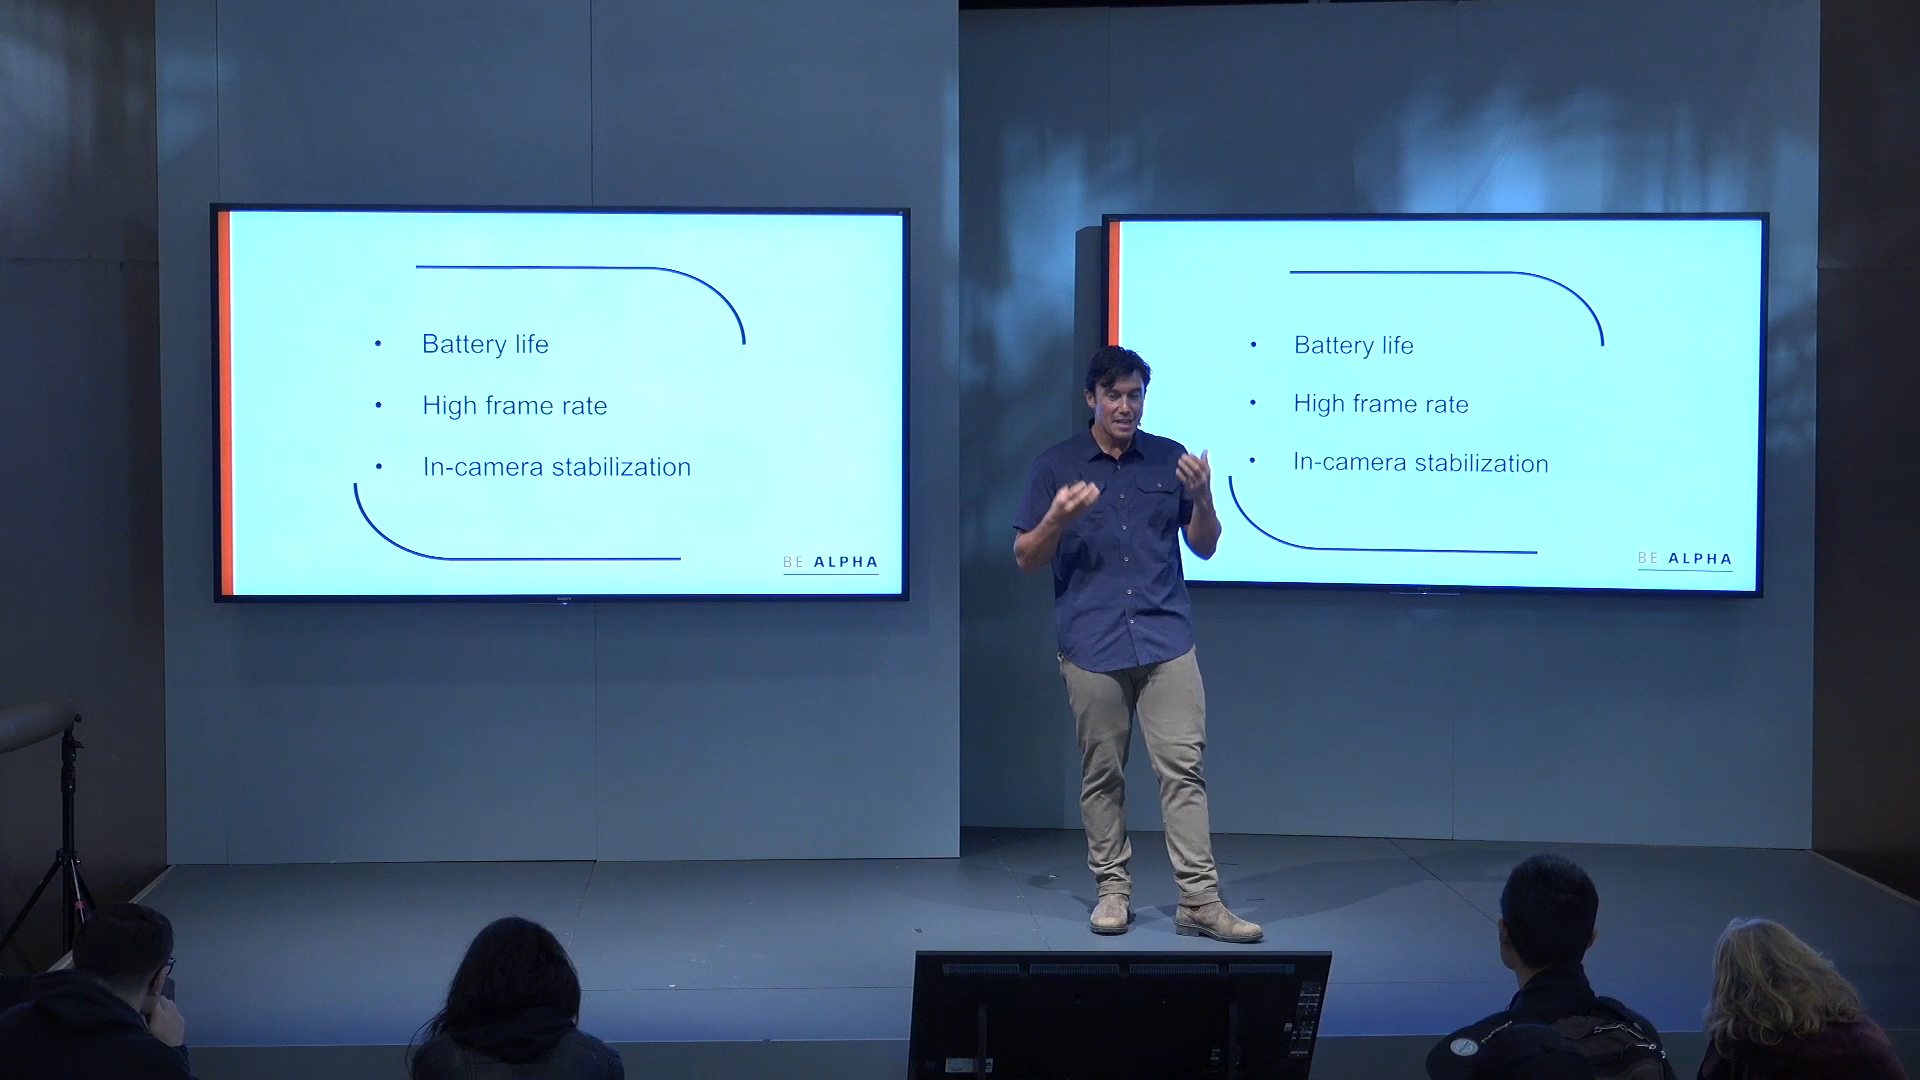 • Battery life
• High frame rate
• In-camera stabilization
BE ALPHA
SONY
• Battery life
• High frame rate
• In-camera stabilization
BE ALPHA